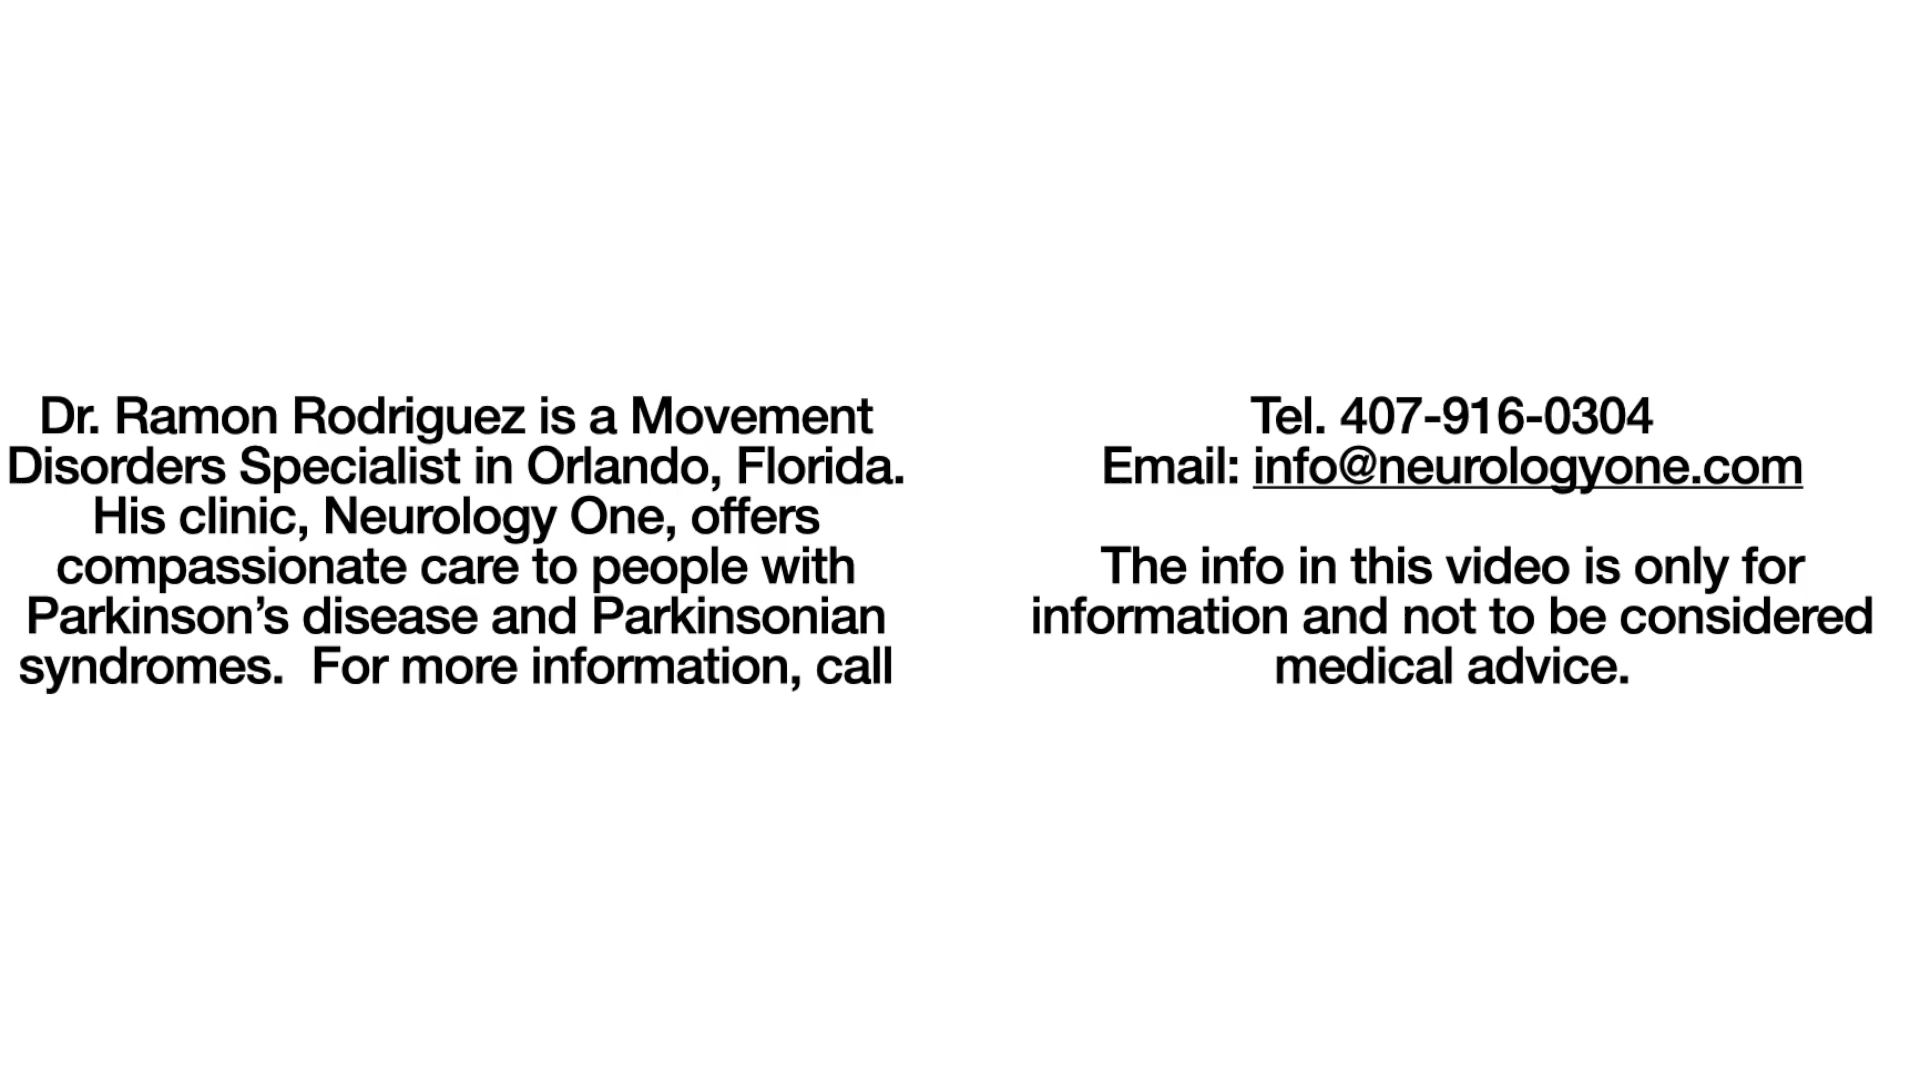 Dr. Ramon Rodriguez is a Movement
Disorders Specialist in Orlando, Florida.
His clinic, Neurology One, offers
compassionate care to people with
Parkinson’s disease and Parkinsonian
syndromes.  For more information, call
Tel. 407-916-0304
Email: info@neurologyone.com
The info in this video is only for
information and not to be considered
medical advice.